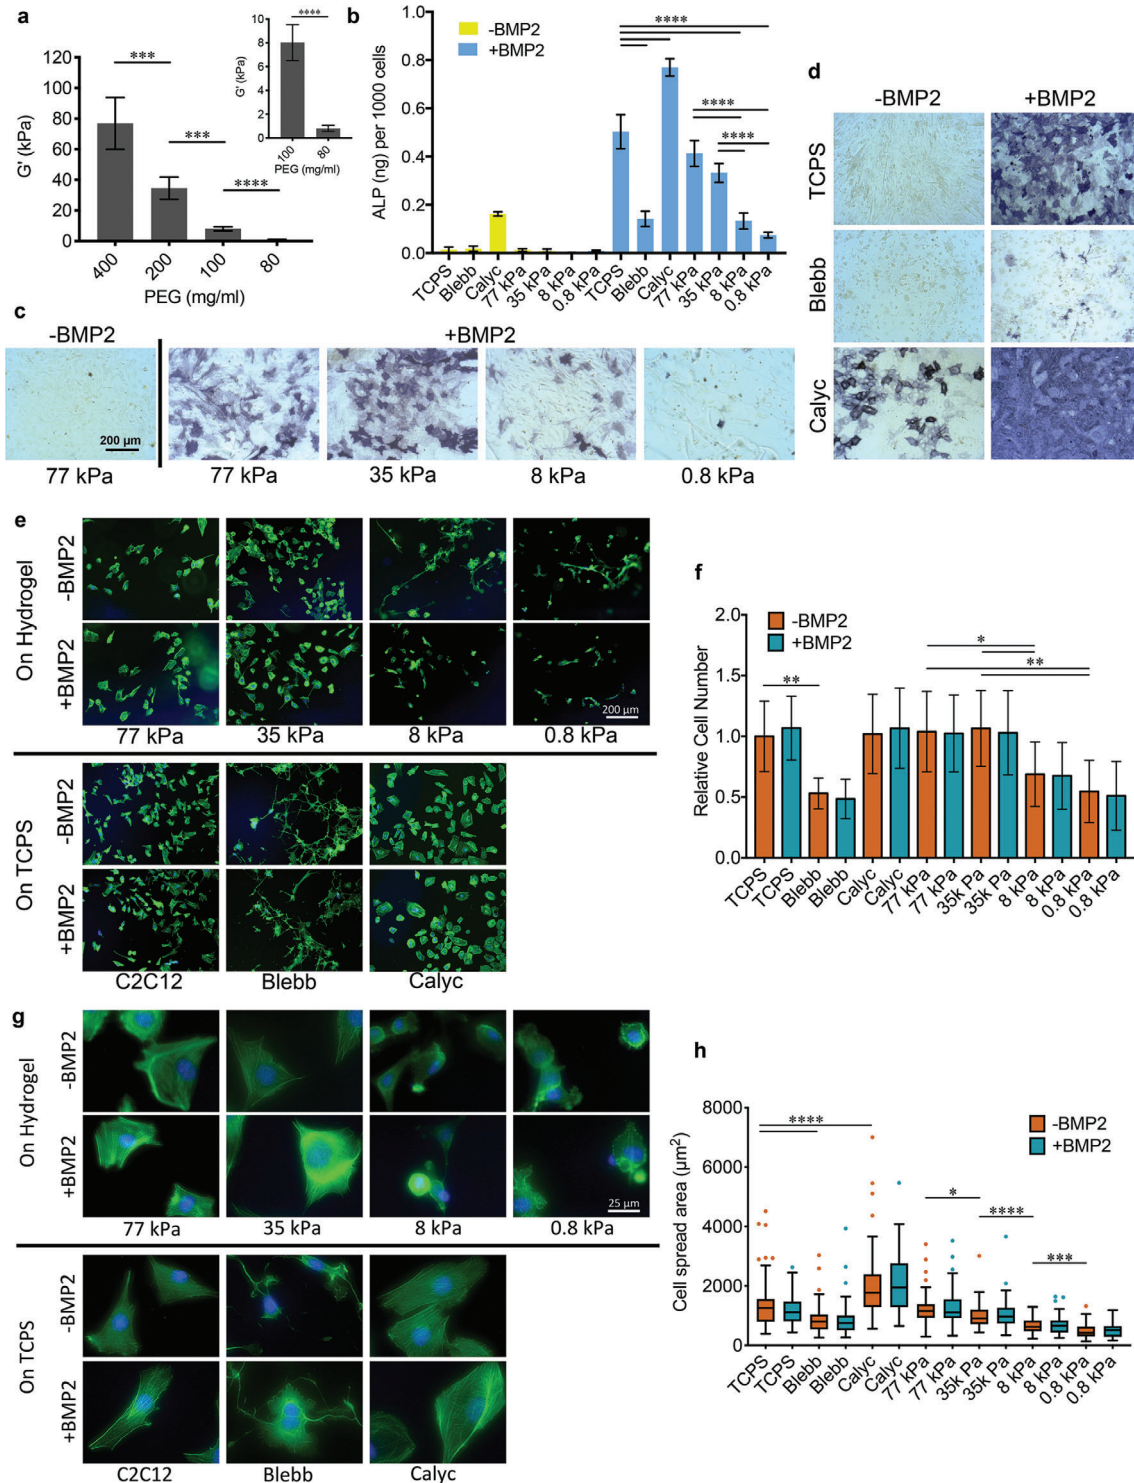 a
120
100
80
60
40
20
0
G' (kPa)
***
***
****
400
200
100
80
PEG (mg/ml)
10
8
6
4
2
0
G' (kPa)
****
100
80
PEG (mg/ml)
b
-BMP2
+BMP2
1.0
0.8
0.6
0.4
0.2
0.0
ALP (ng) per 1000 cells
****
****
****
TCPS
Blebb
Calyc
77 kPa
35 kPa
8 kPa
0.8 kPa
TCPS
Blebb
Calyc
77 kPa
35 kPa
8 kPa
0.8 kPa
c
-BMP2
+BMP2
200 µm
77 kPa
77 kPa
35 kPa
8 kPa
0.8 kPa
d
-BMP2
+BMP2
TCPS
Blebb
Calyc
e
On Hydrogel
-BMP2
+BMP2
200 µm
77 kPa
35 kPa
8 kPa
0.8 kPa
On TCPS
-BMP2
+BMP2
C2C12
Blebb
Calyc
f
-BMP2
+BMP2
2.0
1.5
1.0
0.5
0.0
Relative Cell Number
**
*
**
TCPS
TCPS
Blebb
Blebb
Calyc
Calyc
77 kPa
77 kPa
35k Pa
35k Pa
8 kPa
8 kPa
0.8 kPa
0.8 kPa
g
On Hydrogel
-BMP2
+BMP2
25 µm
77 kPa
35 kPa
8 kPa
0.8 kPa
On TCPS
-BMP2
+BMP2
C2C12
Blebb
Calyc
h
-BMP2
+BMP2
8000
6000
4000
2000
0
Cell spread area (µm²)
****
*
****
***
TCPS
TCPS
Blebb
Blebb
Calyc
Calyc
77 kPa
77 kPa
35k Pa
35k Pa
8 kPa
8 kPa
0.8 kPa
0.8 kPa